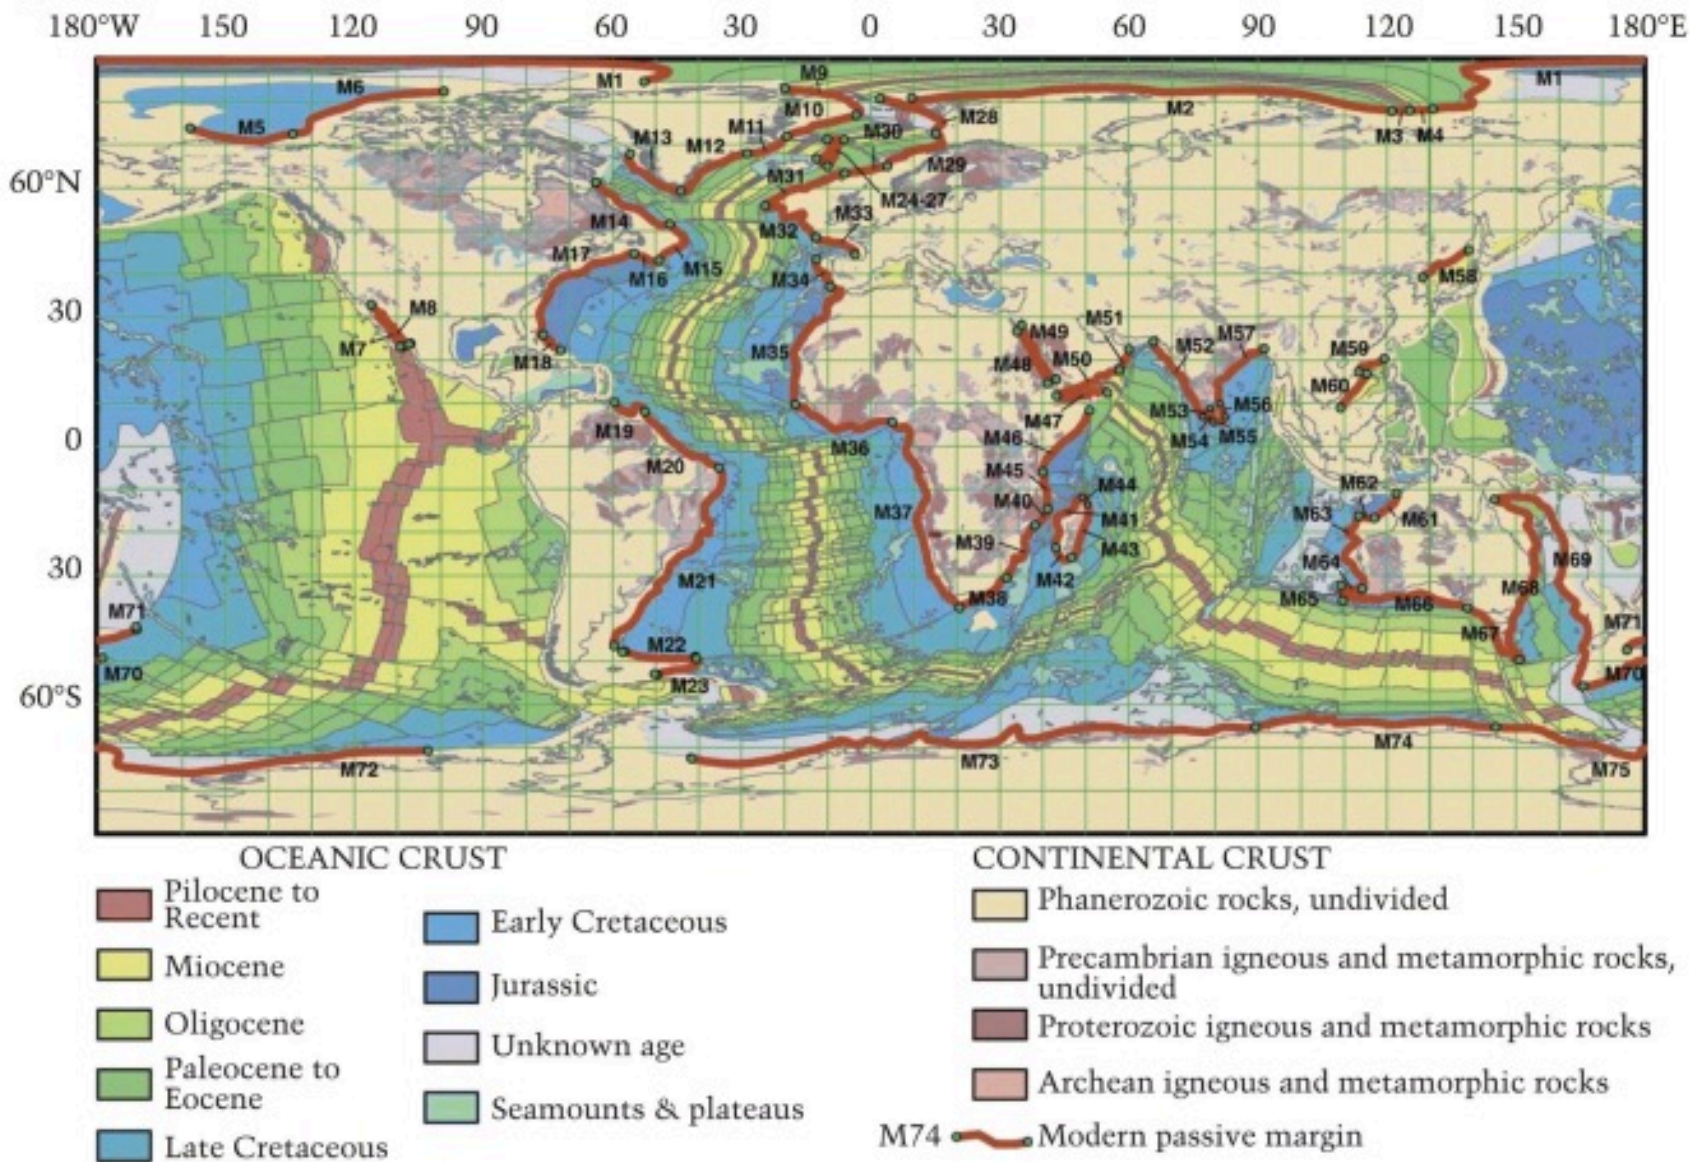 180°W 150 120 90 60 30 0 30 60 90 120 150 180°E
M6 M1 M9 M1
M5 M10 M2
M13 M12 M11 M30 M28 M3 M4
60°N M31 M29
M24-27
M14 M33
M17 M32
M16 M15 M34 M58
30 M8 M51
M7 M49 M57
M18 M35 M48 M50 M52 M59
M60
M53 M56
M19 M47 M54 M55
0 M20 M36 M46
M45 M62
M40 M44
M37 M41 M63 M61
M39 M43
30 M21 M42 M64 M69
M71 M38 M65 M66 M68 M71
M22 M67
M70 M23 M70
60°S
M72 M73 M74 M75
OCEANIC CRUST
Pilocene to
Recent
Miocene
Oligocene
Paleocene to
Eocene
Late Cretaceous
Early Cretaceous
Jurassic
Unknown age
Seamounts & plateaus
CONTINENTAL CRUST
Phanerozoic rocks, undivided
Precambrian igneous and metamorphic rocks,
undivided
Proterozoic igneous and metamorphic rocks
Archean igneous and metamorphic rocks
M74 Modern passive margin